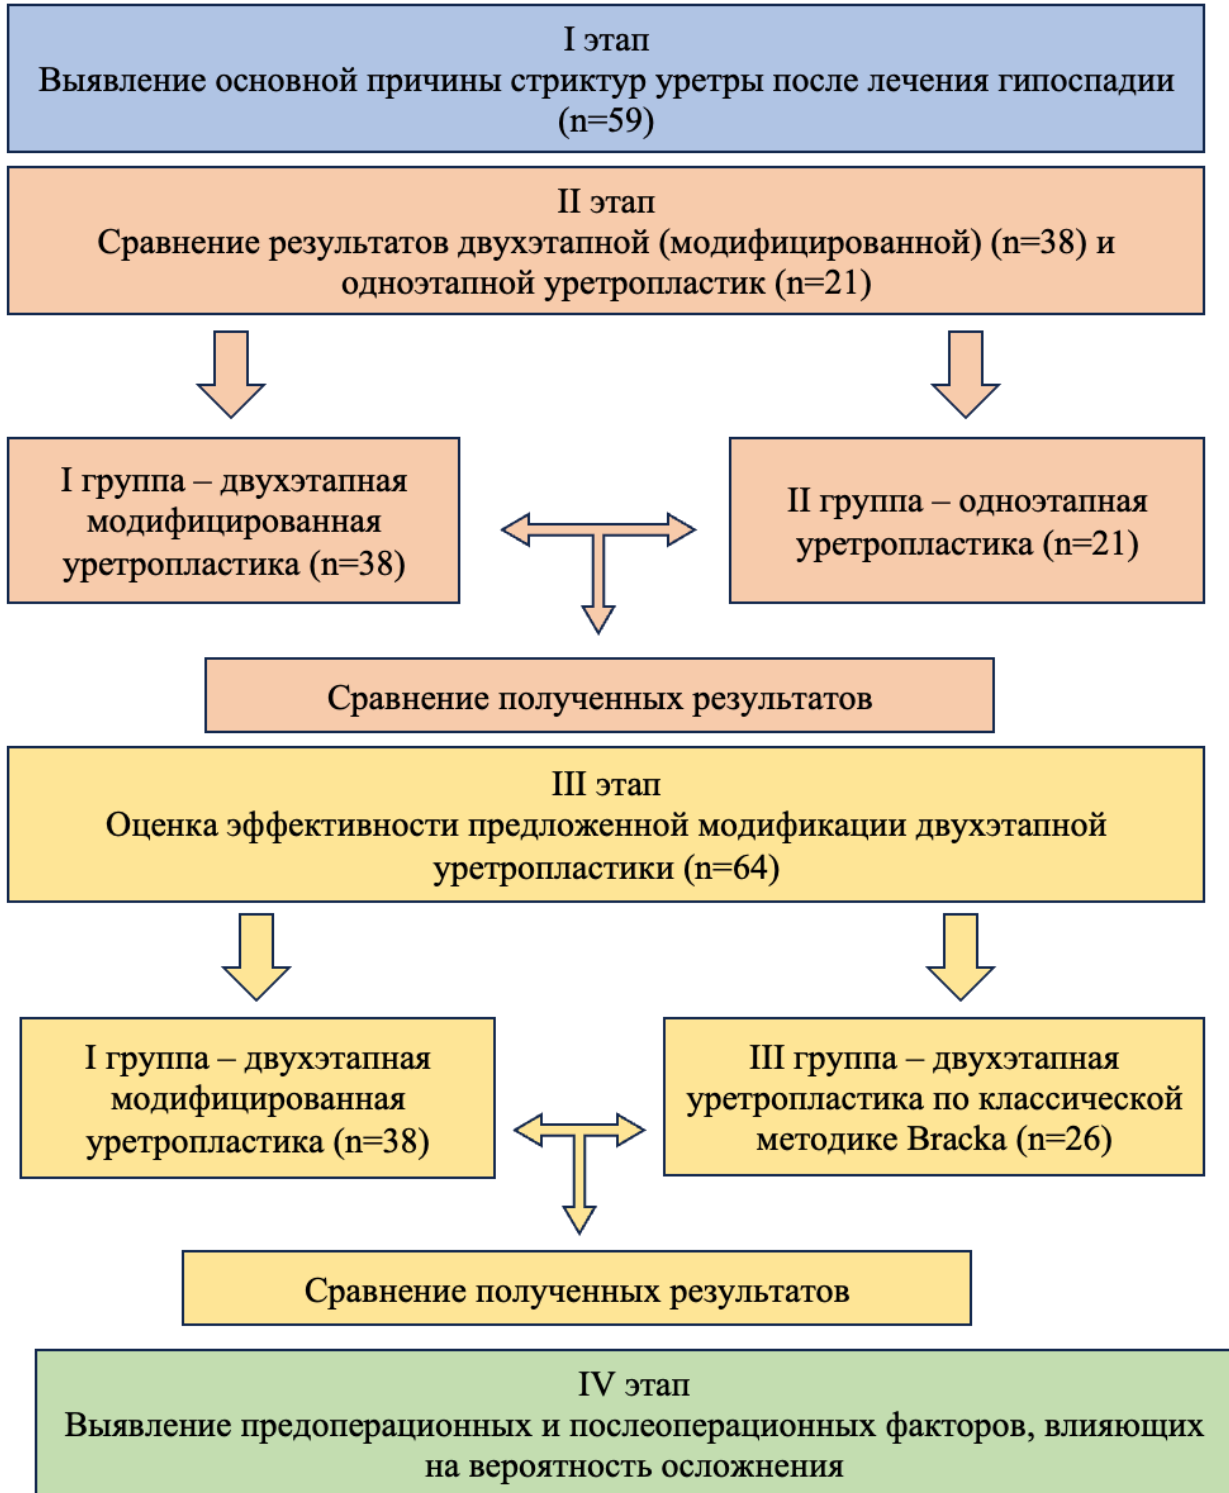 I этап
Выявление основной причины стриктур уретры после лечения гипоспадии
(n=59)
II этап
Сравнение результатов двухэтапной (модифицированной) (n=38) и
одноэтапной уретропластик (n=21)
I группа – двухэтапная
модифицированная
уретропластика (n=38)
II группа – одноэтапная
уретропластика (n=21)
Сравнение полученных результатов
III этап
Оценка эффективности предложенной модификации двухэтапной
уретропластики (n=64)
I группа – двухэтапная
модифицированная
уретропластика (n=38)
III группа – двухэтапная
уретропластика по классической
методике Bracka (n=26)
Сравнение полученных результатов
IV этап
Выявление предоперационных и послеоперационных факторов, влияющих
на вероятность осложнения